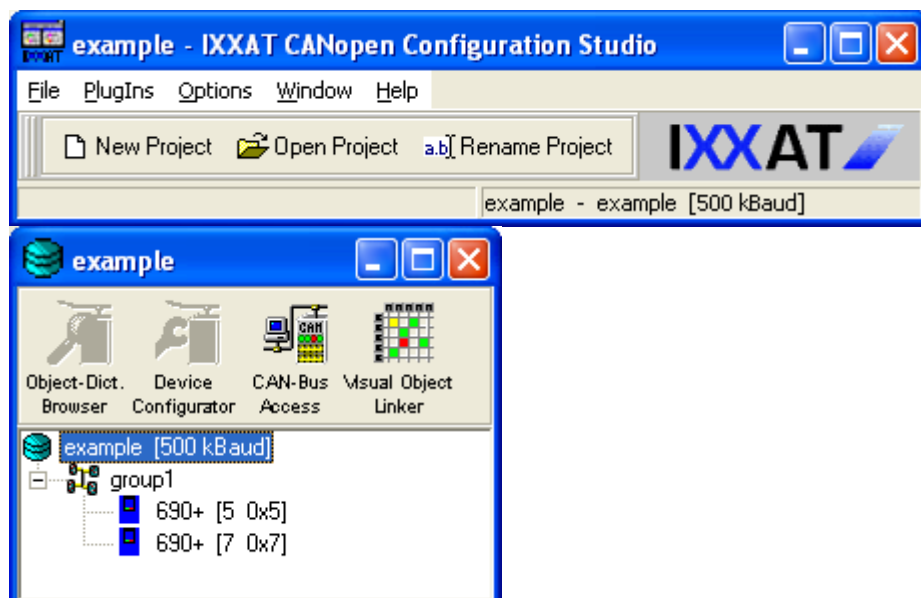 example - IXXAT CANopen Configuration Studio
File PlugIns Options Window Help
New Project Open Project a.b Rename Project IXXAT
example - example [500 kBaud]
example
CAN
Object-Dict. Browser
Device Configurator
CAN-Bus Access
Visual Object Linker
example [500 kBaud]
group1
690+ [5 0x5]
690+ [7 0x7]